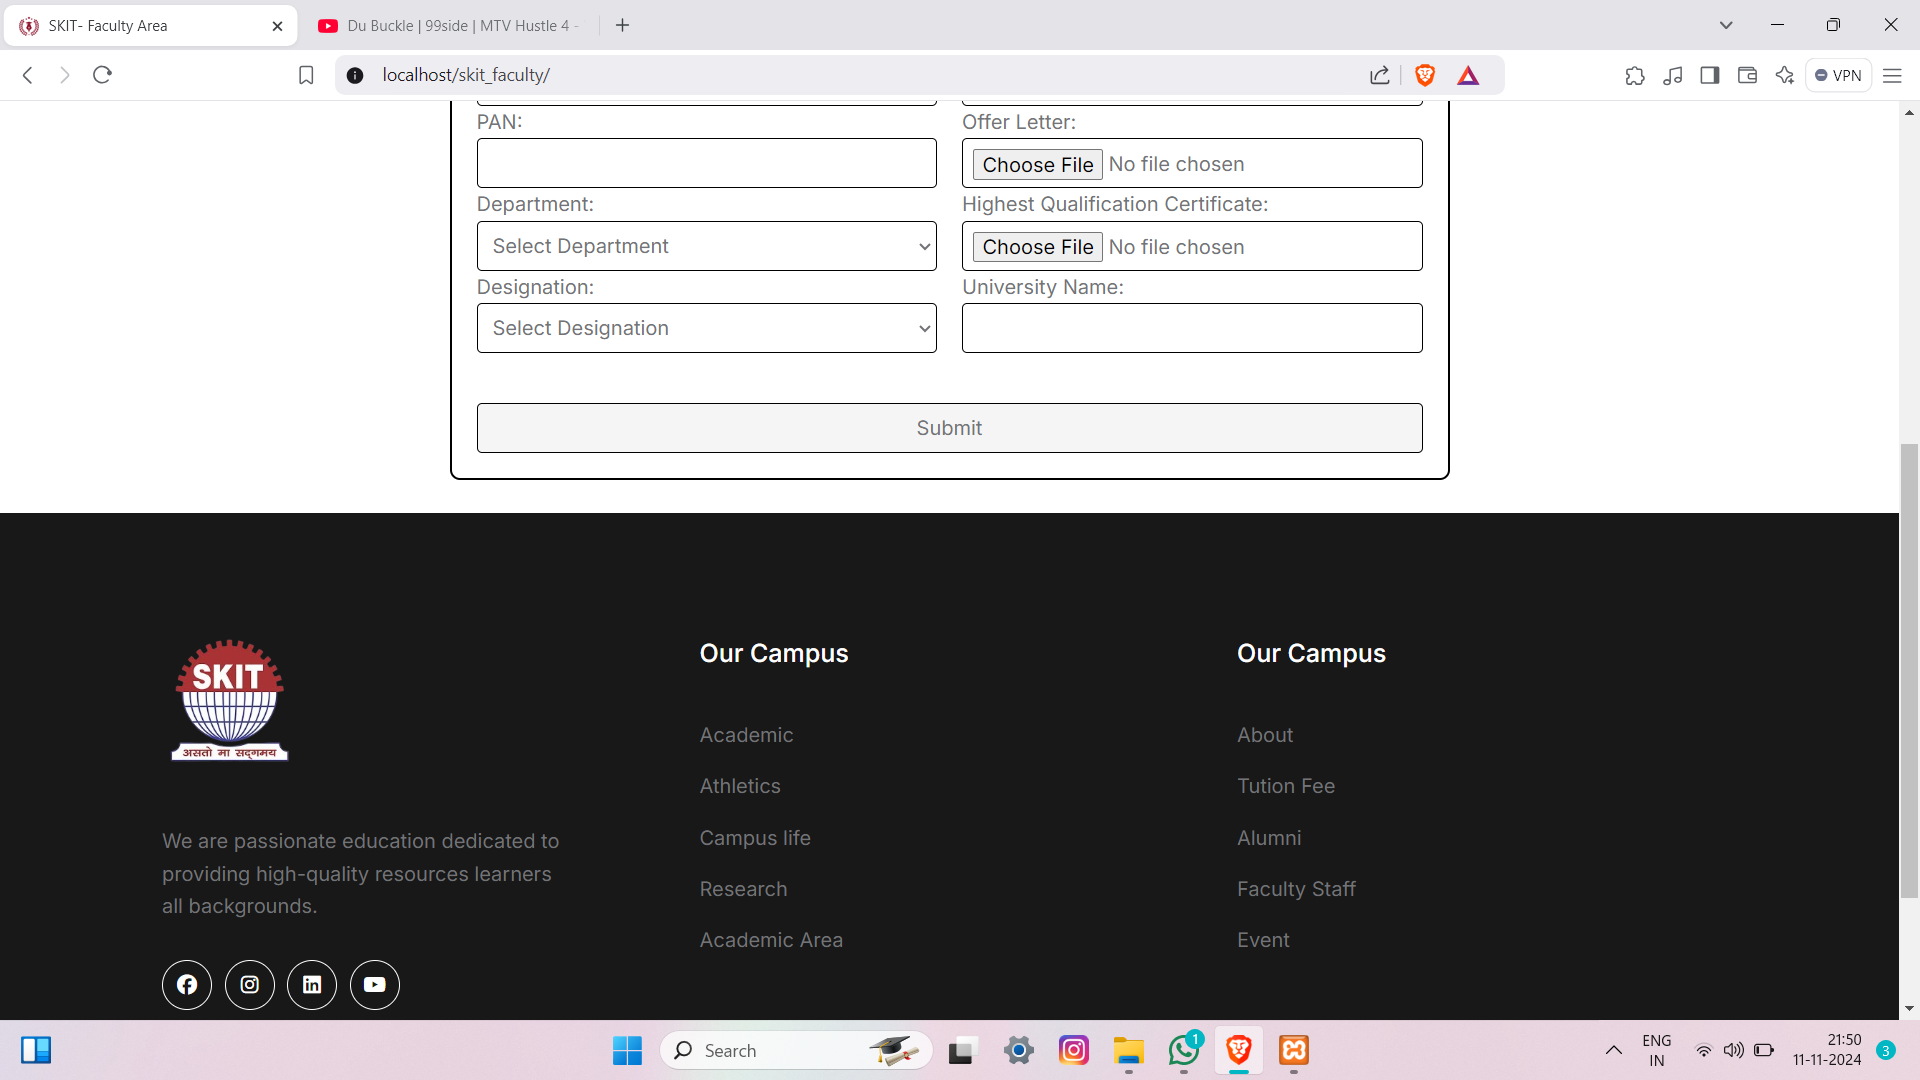 SKIT- Faculty Area
Du Buckle | 99side | MTV Hustle 4 -
localhost/skit_faculty/
VPN
PAN:
Offer Letter:
Choose File No file chosen
Department:
Highest Qualification Certificate:
Select Department
Choose File No file chosen
Designation:
University Name:
Select Designation
Submit
SKIT
असतो मा सद्गमय
Our Campus
Our Campus
Academic
About
Athletics
Tution Fee
Campus life
Alumni
Research
Faculty Staff
Academic Area
Event
We are passionate education dedicated to
providing high-quality resources learners
all backgrounds.
Search
1
ENG
IN
21:50
11-11-2024
3